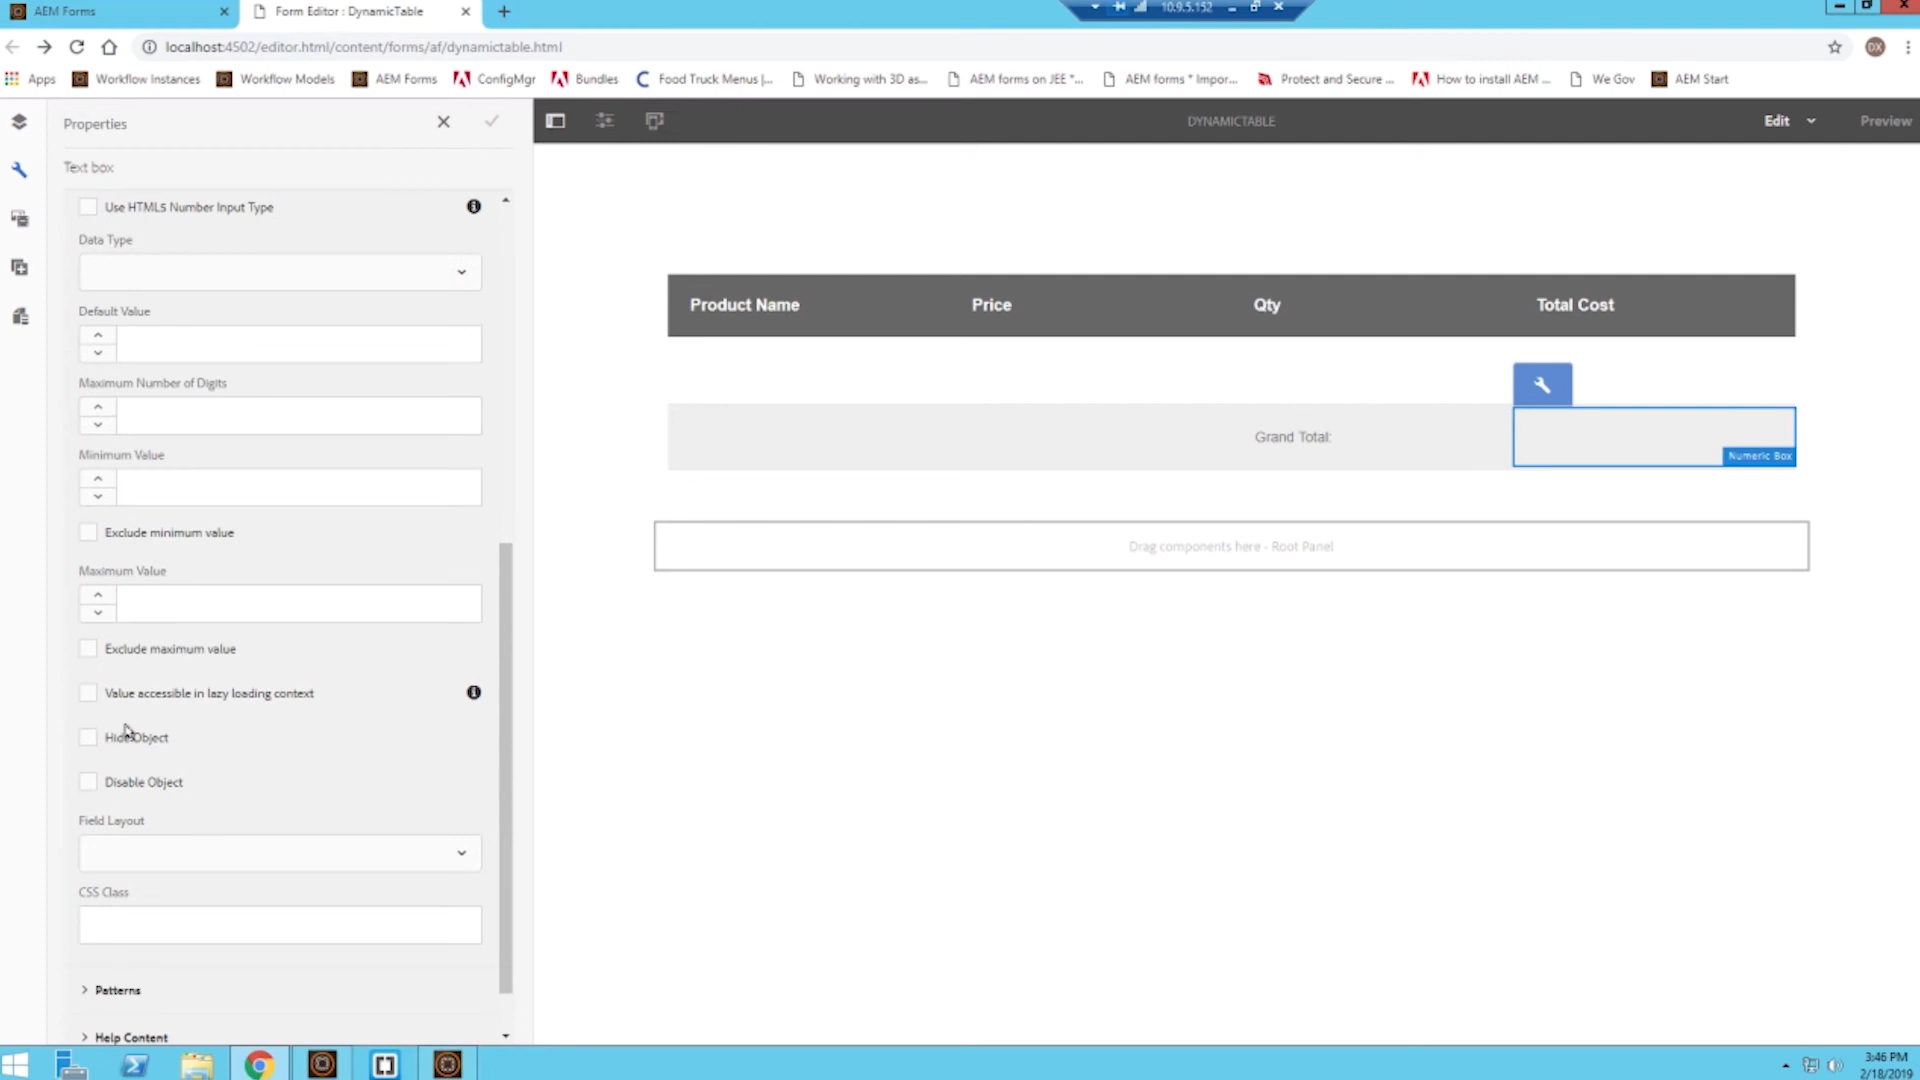 AEM Forms
Form Editor : DynamicTable
10.9.5.152
localhost:4502/editor.html/content/forms/af/dynamictable.html
DX
Apps
Workflow Instances
Workflow Models
AEM Forms
ConfigMgr
Bundles
Food Truck Menus |...
Working with 3D as...
AEM forms on JEE "...
AEM forms * Impor...
Protect and Secure ...
How to install AEM ...
We Gov
AEM Start
Properties
DYNAMICTABLE
Edit
Preview
Text box
Use HTML5 Number Input Type
Data Type
Default Value
Maximum Number of Digits
Minimum Value
Exclude minimum value
Maximum Value
Exclude maximum value
Value accessible in lazy loading context
Hide Object
Disable Object
Field Layout
CSS Class
Patterns
Help Content
Product Name
Price
Qty
Total Cost
Grand Total:
Numeric Box
Drag components here - Root Panel
3:46 PM
2/18/2019